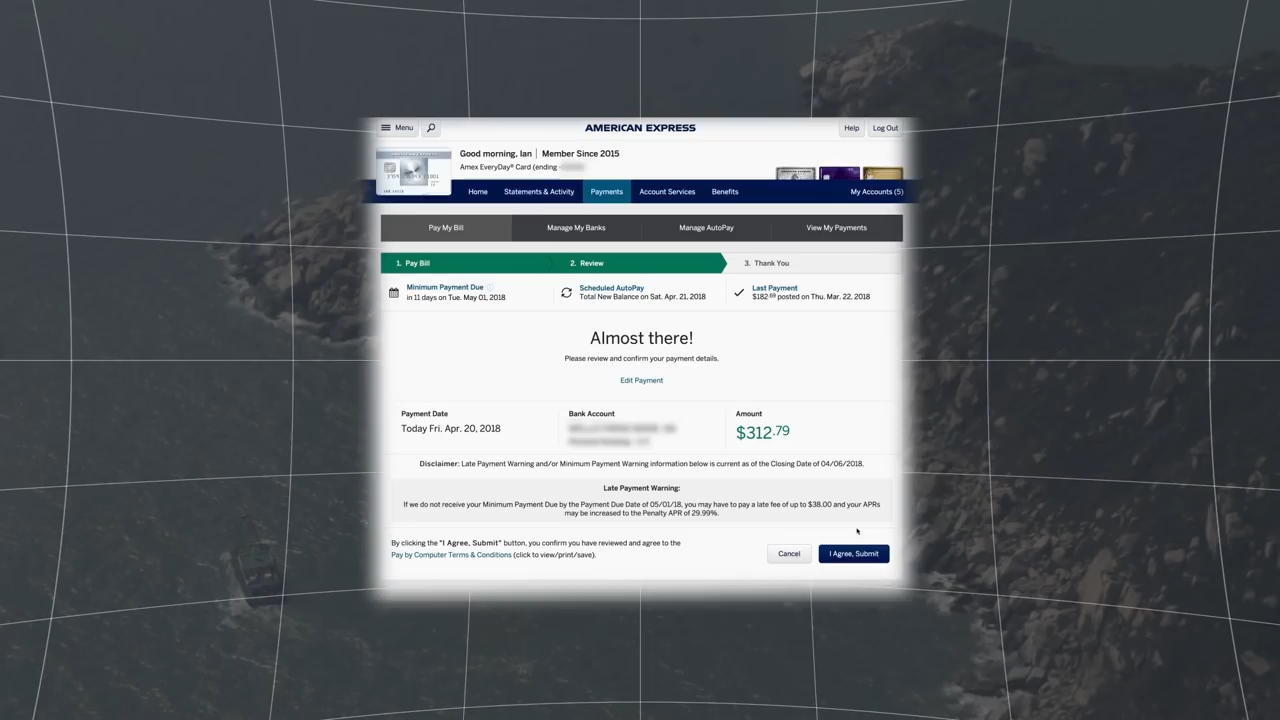 Menu
AMERICAN EXPRESS
Help
Log Out
Good morning, Ian | Member Since 2015
Amex EveryDay® Card (ending -
Home
Statements & Activity
Payments
Account Services
Benefits
My Accounts (5)
Pay My Bill
Manage My Banks
Manage AutoPay
View My Payments
1. Pay Bill
2. Review
3. Thank You
Minimum Payment Due
in 11 days on Tue. May 01, 2018
Scheduled AutoPay
Total New Balance on Sat. Apr. 21, 2018
Last Payment
$182.69 posted on Thu. Mar. 22, 2018
Almost there!
Please review and confirm your payment details.
Edit Payment
Payment Date
Today Fri. Apr. 20, 2018
Bank Account
Amount
$312.79
Disclaimer: Late Payment Warning and/or Minimum Payment Warning information below is current as of the Closing Date of 04/06/2018.
Late Payment Warning:
If we do not receive your Minimum Payment Due by the Payment Due Date of 05/01/18, you may have to pay a late fee of up to $38.00 and your APRs
may be increased to the Penalty APR of 29.99%.
By clicking the "I Agree, Submit" button, you confirm you have reviewed and agree to the
Pay by Computer Terms & Conditions (click to view/print/save).
Cancel
I Agree, Submit